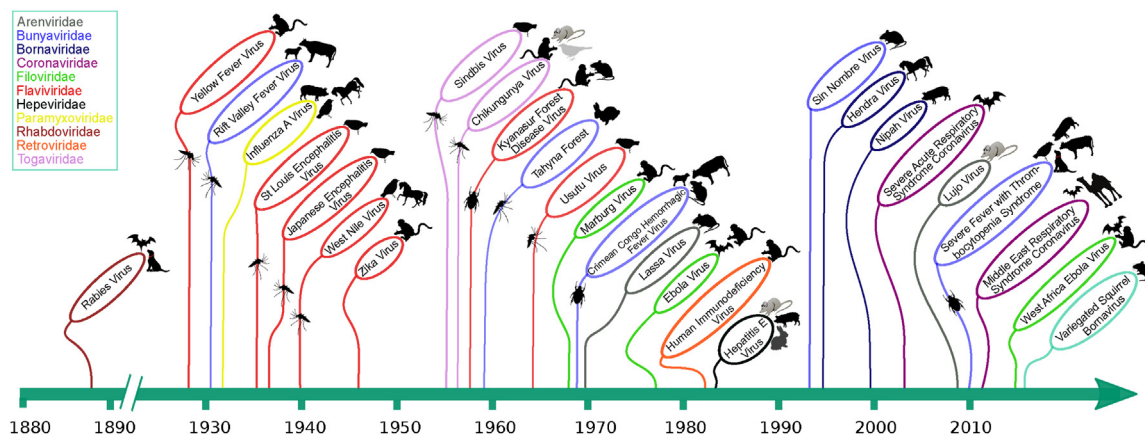 Arenviridae
Bunyaviridae
Bornaviridae
Coronaviridae
Filoviridae
Flaviviridae
Hepeviridae
Paramyxoviridae
Rhabdoviridae
Retroviridae
Togaviridae
Rabies Virus
Yellow Fever Virus
Rift Valley Fever Virus
Influenza A Virus
St Louis Encephalitis
Virus
Japanese Encephalitis
Virus
West Nile Virus
Zika Virus
Sindbis Virus
Chikungunya Virus
Kyanasur Forest
Disease Virus
Tahyna Forest
Usutu Virus
Marburg Virus
Crimean Congo Hemorrhagic
Fever Virus
Lassa Virus
Ebola Virus
Human Immunodeficiency
Virus
Hepatitis E
Virus
Sin Nombre Virus
Hendra Virus
Nipah Virus
Severe Acute Respiratory
Syndrome Coronavirus
Lujo Virus
Severe Fever with Throm-
bocytopenia Syndrome
Middle East Respiratory
Syndrome Coronavirus
West Africa Ebola Virus
Variegated Squirrel
Bornavirus
1880 1890 1930 1940 1950 1960 1970 1980 1990 2000 2010